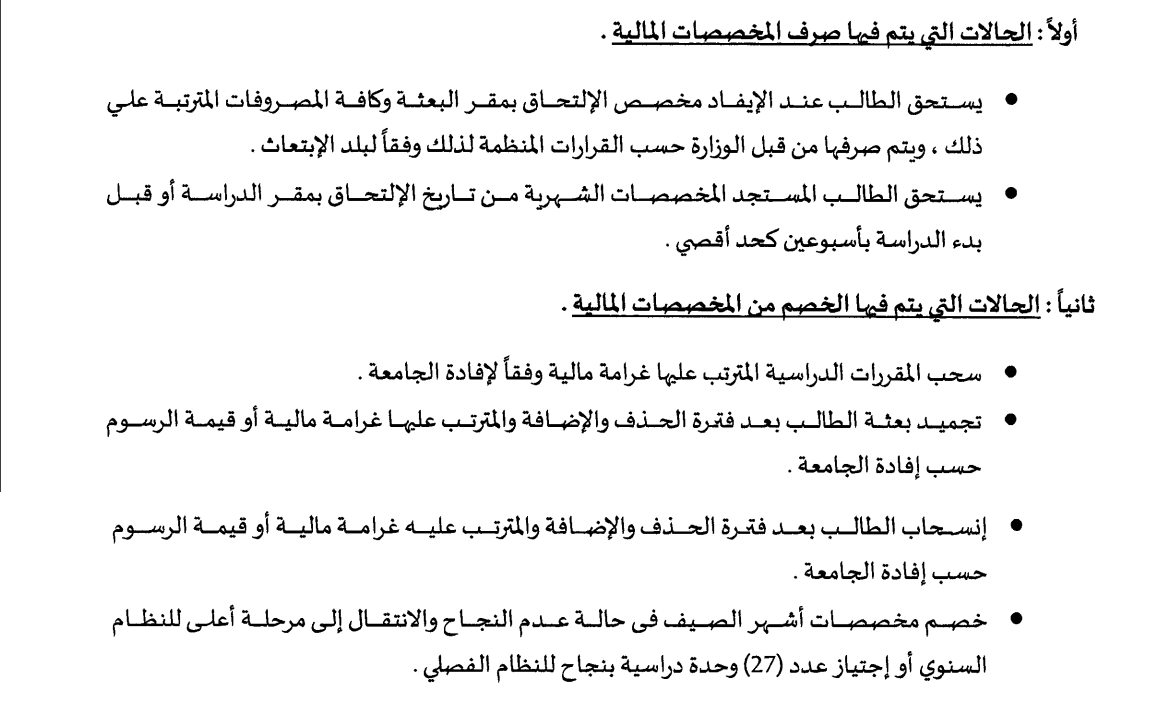 أولاً : الحالات التي يتم فيها صرف المخصصات المالية .
● يستحق الطالب عند الإيفاد مخصص الإلتحاق بمقر البعثة وكافة المصروفات المترتبة علي
ذلك ، ويتم صرفها من قبل الوزارة حسب القرارات المنظمة لذلك وفقاً لبلد الإبتعاث .
● يستحق الطالب المستجد المخصصات الشهرية من تاريخ الإلتحاق بمقر الدراسة أو قبل
بدء الدراسة بأسبوعين كحد أقصي .
ثانياً : الحالات التي يتم فيها الخصم من المخصصات المالية .
● سحب المقررات الدراسية المترتب عليها غرامة مالية وفقاً لإفادة الجامعة .
● تجميد بعثة الطالب بعد فترة الحذف والإضافة والمترتب عليها غرامة مالية أو قيمة الرسوم
حسب إفادة الجامعة .
● إنسحاب الطالب بعد فترة الحذف والإضافة والمترتب عليه غرامة مالية أو قيمة الرسوم
حسب إفادة الجامعة .
● خصم مخصصات أشهر الصيف فى حالة عدم النجاح والانتقال إلى مرحلة أعلى للنظام
السنوي أو إجتياز عدد (27) وحدة دراسية بنجاح للنظام الفصلي .